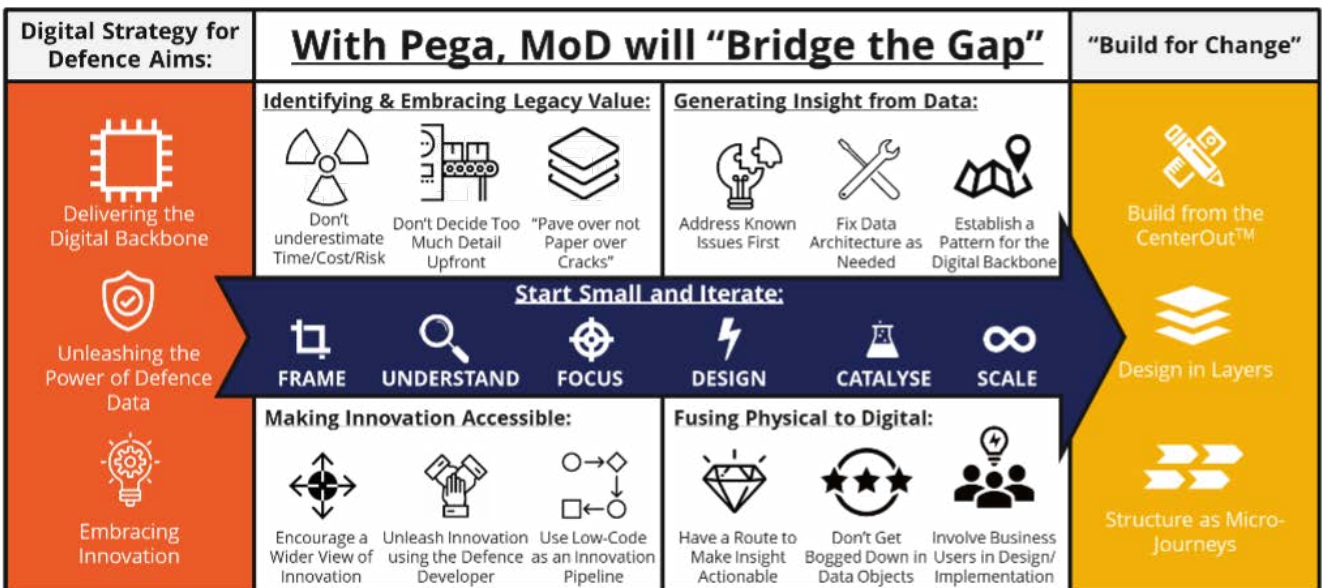 Digital Strategy for
Defence Aims:
With Pega, MoD will “Bridge the Gap”
“Build for Change”
Delivering the
Digital Backbone
Unleashing the
Power of Defence
Data
Embracing
Innovation
Identifying & Embracing Legacy Value:
Don’t
underestimate
Time/Cost/Risk
Don’t Decide Too
Much Detail
Upfront
“Pave over not
Paper over
Cracks”
Generating Insight from Data:
Address Known
Issues First
Fix Data
Architecture as
Needed
Establish a
Pattern for the
Digital Backbone
Start Small and Iterate:
FRAME
UNDERSTAND
FOCUS
DESIGN
CATALYSE
SCALE
Making Innovation Accessible:
Encourage a
Wider View of
Innovation
Unleash Innovation
using the Defence
Developer
Use Low-Code
as an Innovation
Pipeline
Fusing Physical to Digital:
Have a Route to
Make Insight
Actionable
Don’t Get
Bogged Down in
Data Objects
Involve Business
Users in Design/
Implementation
Build from the
CenterOut™
Design in Layers
Structure as Micro-
Journeys